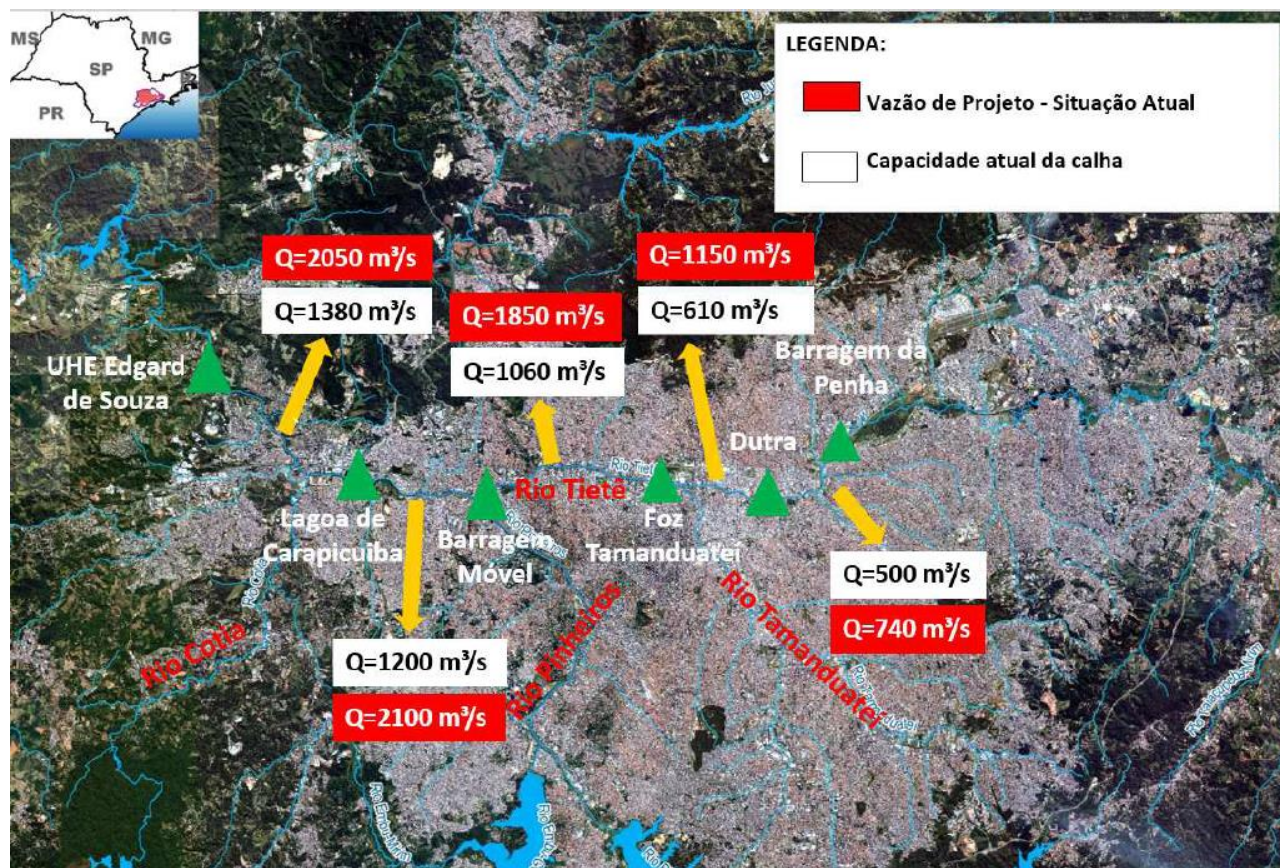 MS
MG
SP
PR
LEGENDA:
Vazão de Projeto - Situação Atual
Capacidade atual da calha
Q=2050 m³/s
Q=1380 m³/s
Q=1850 m³/s
Q=1060 m³/s
Q=1150 m³/s
Q=610 m³/s
UHE Edgard
de Souza
Barragem da
Penha
Dutra
Rio Tietê
Lagoa de
Carapicuiba
Barragem
Móvel
Foz
Tamanduateí
Rio Cotia
Rio Cotia
Rio Pinheiros
Rio Tamanduateí
Q=500 m³/s
Q=740 m³/s
Q=1200 m³/s
Q=2100 m³/s